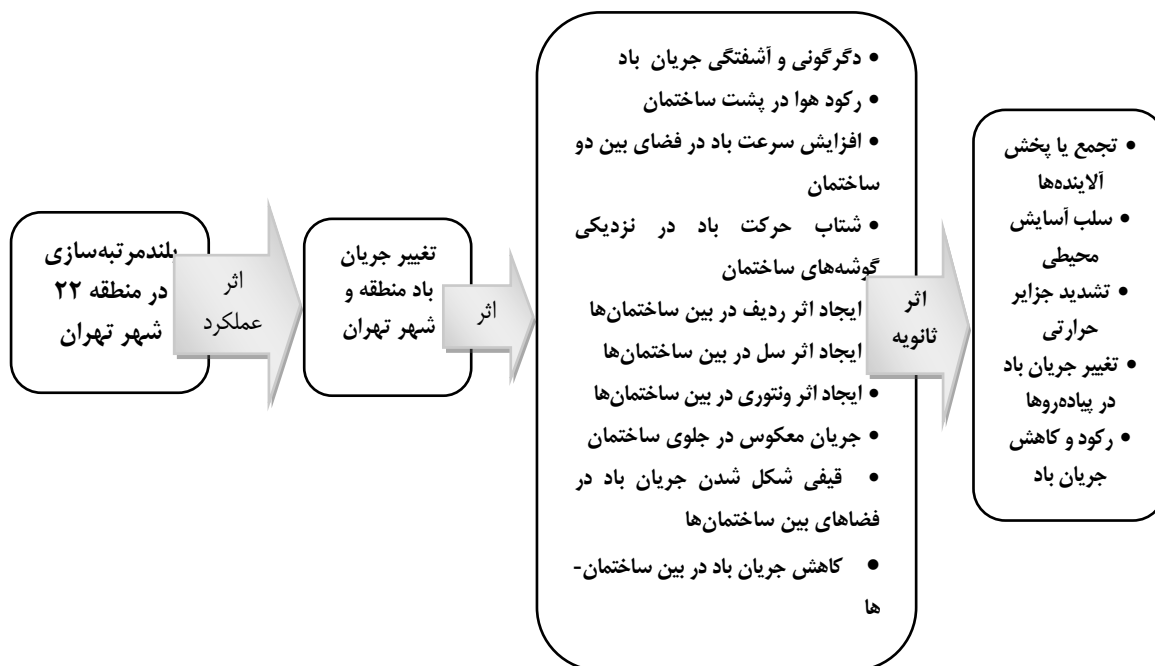 بلندمرتبه‌سازی
در منطقه ۲۲
شهر تهران
اثر
عملکرد
تغییر جریان
باد منطقه و
شهر تهران
اثر
• دگرگونی و آشفتگی جریان باد
• رکود هوا در پشت ساختمان
• افزایش سرعت باد در فضای بین دو
ساختمان
• شتاب حرکت باد در نزدیکی
گوشه‌های ساختمان
ایجاد اثر ردیف در بین ساختمان‌ها
ایجاد اثر سل در بین ساختمان‌ها
• ایجاد اثر ونتوری در بین ساختمان‌ها
• جریان معکوس در جلوی ساختمان
• قیفی شکل شدن جریان باد در
فضاهای بین ساختمان‌ها
• کاهش جریان باد در بین ساختمان-
ها
اثر
ثانویه
• تجمع یا پخش
آلاینده‌ها
• سلب آسایش
محیطی
• تشدید جزایر
حرارتی
• تغییر جریان باد
در پیاده‌روها
• رکود و کاهش
جریان باد